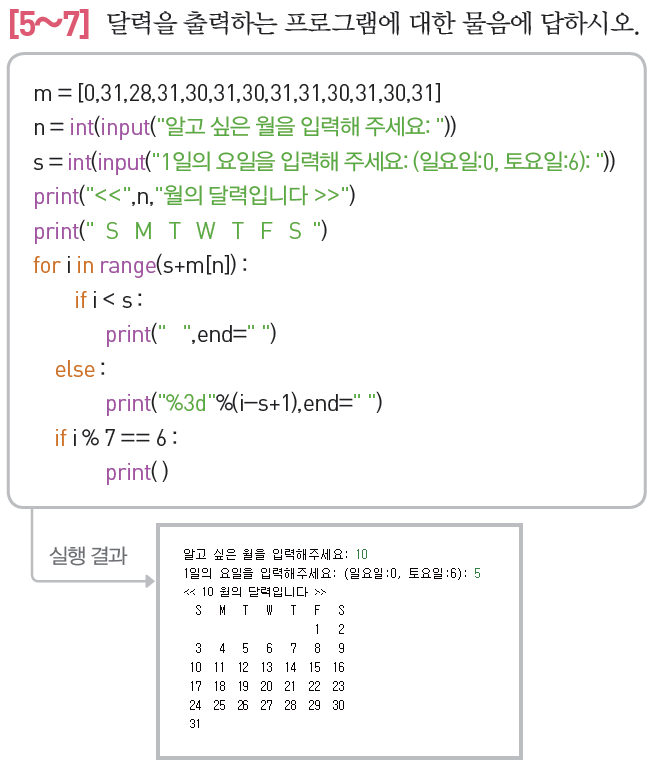 [5~7] 달력을 출력하는 프로그램에 대한 물음에 답하시오.
m = [0,31,28,31,30,31,30,31,31,30,31,30,31]
n = int(input("알고 싶은 월을 입력해 주세요: "))
s = int(input("1일의 요일을 입력해 주세요: (일요일:0, 토요일:6): "))
print("<<",n,"월의 달력입니다 >>")
print("  S   M   T   W   T   F   S  ")
for i in range(s+m[n]) :
if i < s :
print("   ",end=" ")
else :
print("%3d"%(i-s+1),end=" ")
if i % 7 == 6 :
print( )
실행 결과
알고 싶은 월을 입력해주세요: 10
1일의 요일을 입력해주세요: (일요일:0, 토요일:6): 5
<< 10 월의 달력입니다 >>
S M T W T F S
1 2
3 4 5 6 7 8 9
10 11 12 13 14 15 16
17 18 19 20 21 22 23
24 25 26 27 28 29 30
31